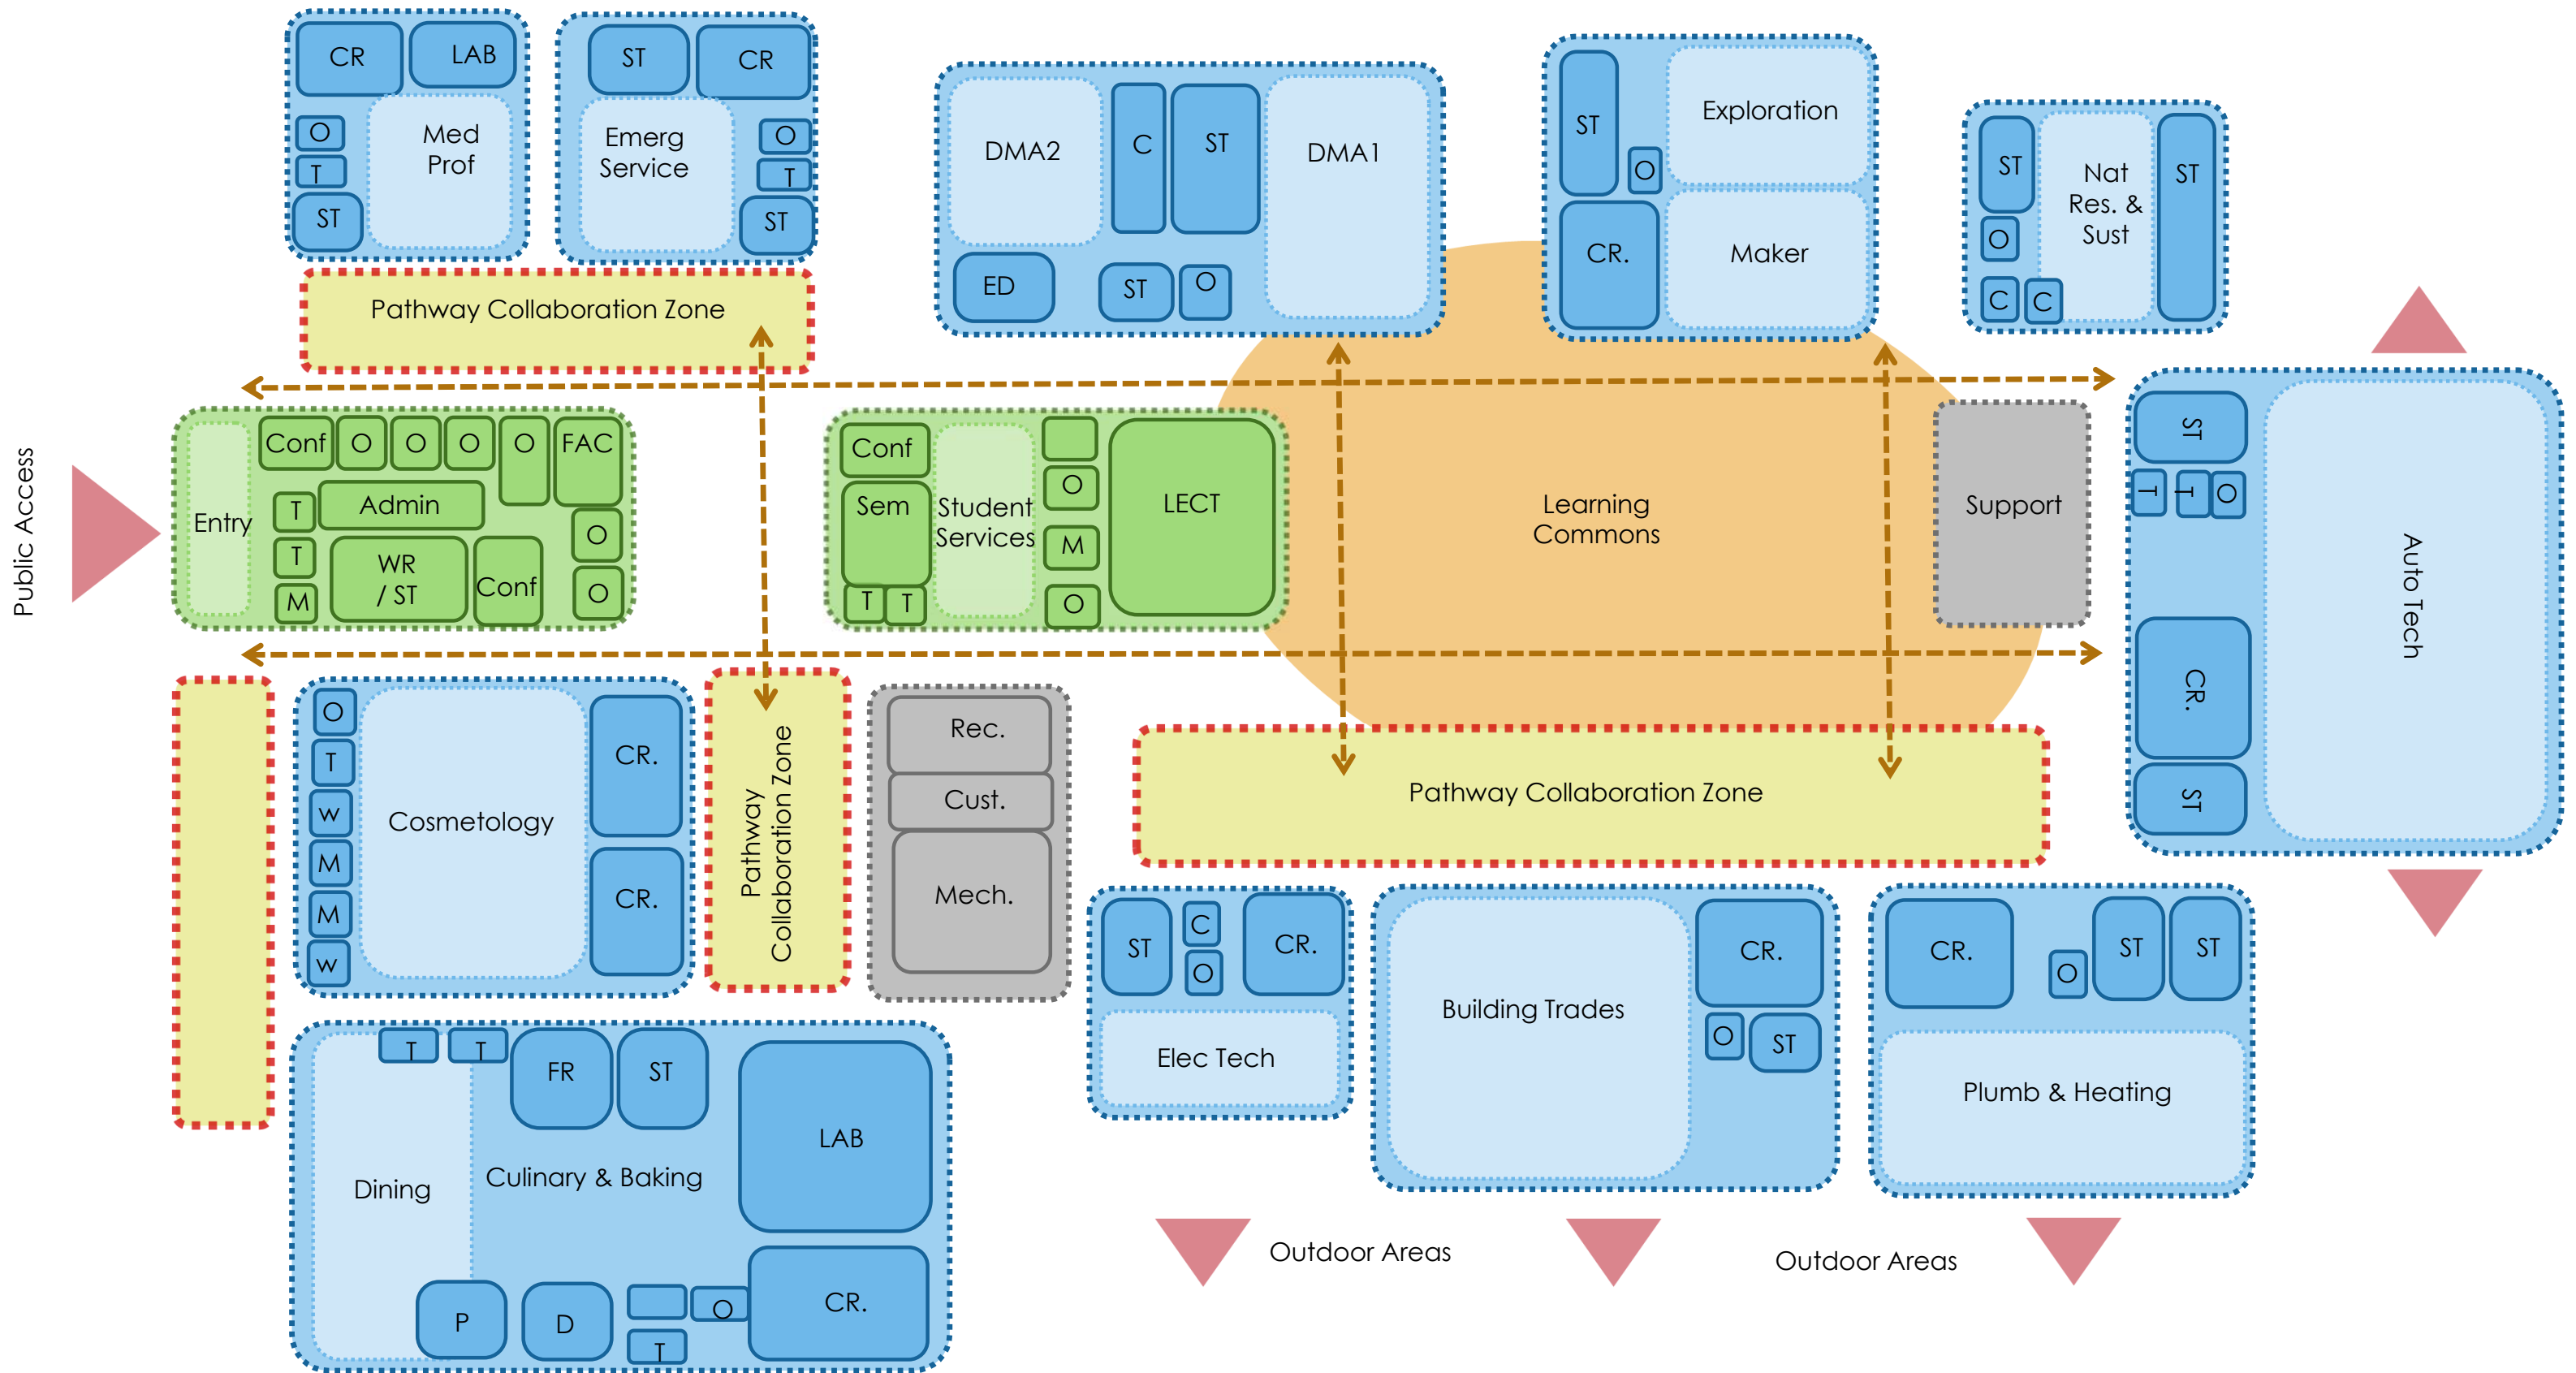 CR
LAB
O
T
ST
Med
Prof
ST
CR
Emerg
Service
O
T
ST
Pathway Collaboration Zone
DMA2
C
ST
DMA1
ED
ST
O
ST
O
Exploration
CR.
Maker
ST
O
C
C
Nat
Res. &
Sust
ST
Public Access
Entry
Conf
O
O
O
O
FAC
T
Admin
T
M
WR
/ ST
Conf
O
O
Conf
Sem
T
T
Student
Services
O
M
O
LECT
Learning
Commons
Support
ST
T
T
O
CR.
ST
Auto Tech
O
T
w
M
M
w
Cosmetology
CR.
CR.
Pathway
Collaboration Zone
Rec.
Cust.
Mech.
Pathway Collaboration Zone
T
T
FR
ST
LAB
Dining
Culinary & Baking
P
D
O
T
CR.
ST
C
O
CR.
Elec Tech
Building Trades
CR.
O
ST
CR.
O
ST
ST
Plumb & Heating
Outdoor Areas
Outdoor Areas